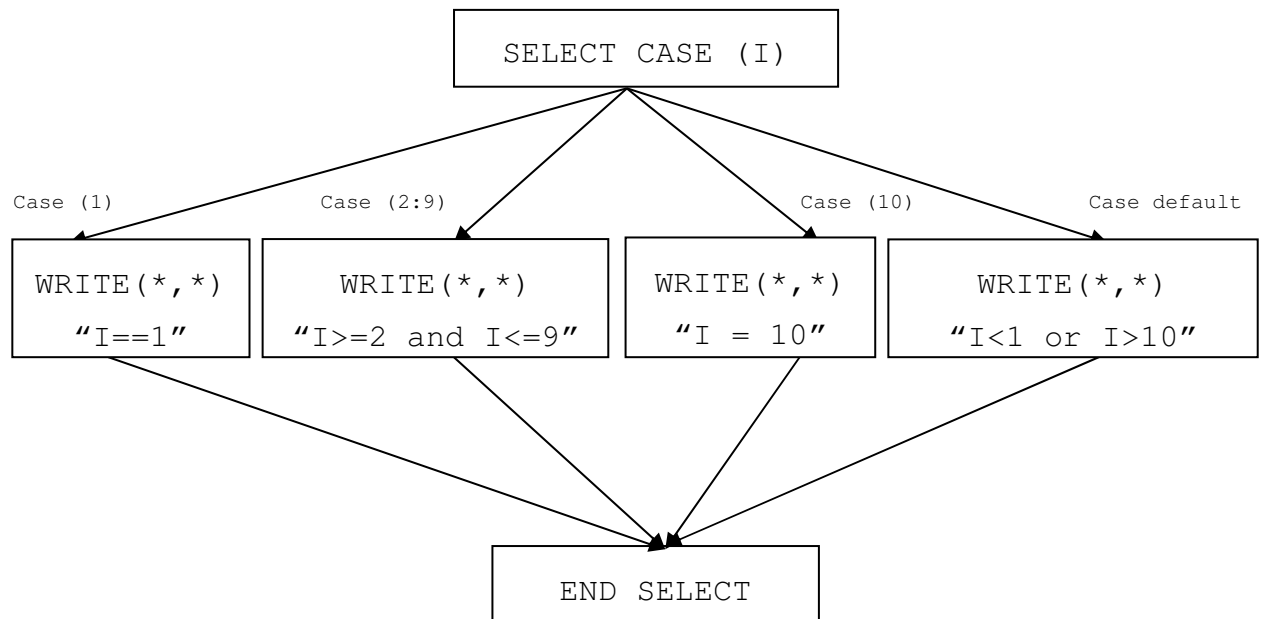 SELECT CASE (I)
Case (1)
Case (2:9)
Case (10)
Case default
WRITE(*,*)
“I==1”
WRITE(*,*)
“I>=2 and I<=9”
WRITE(*,*)
“I = 10”
WRITE(*,*)
“I<1 or I>10”
END SELECT